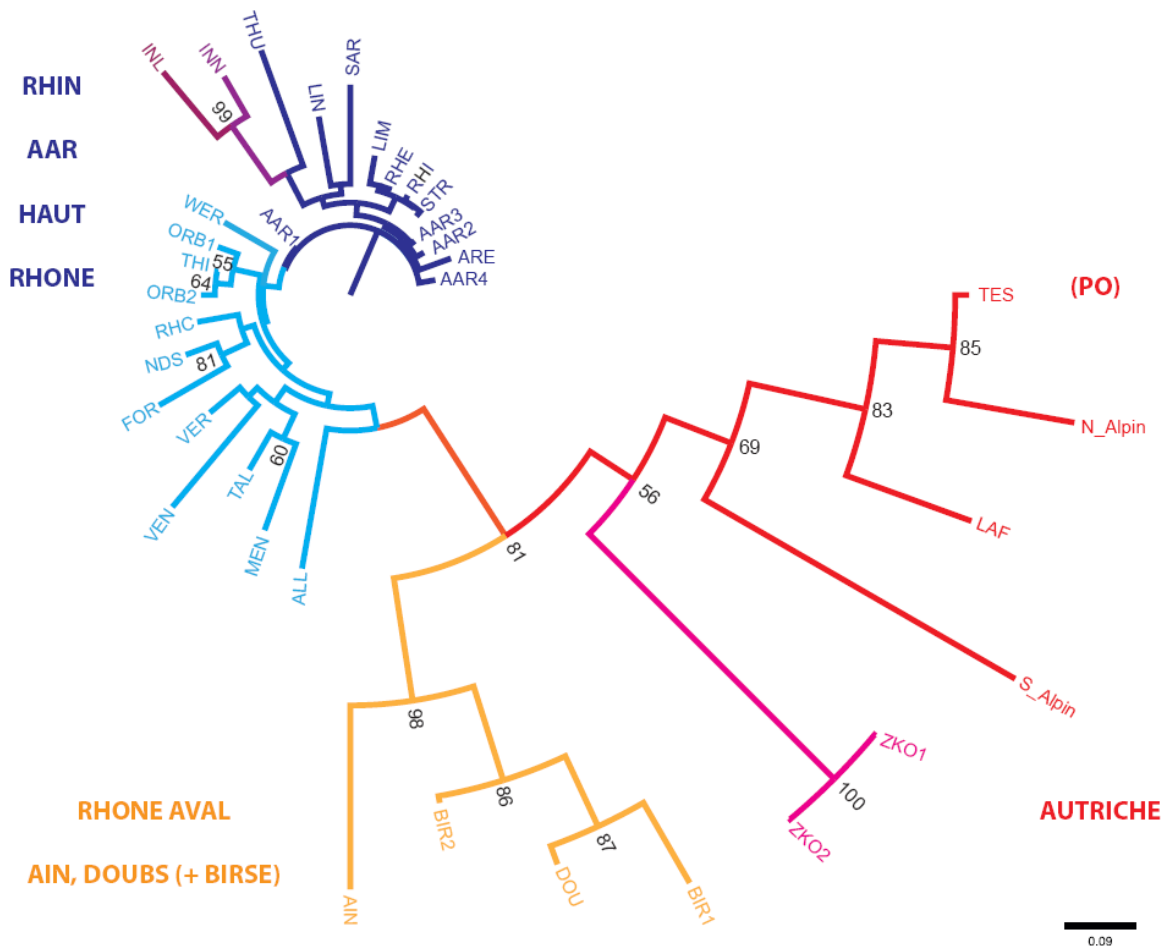 THU
INL
INN
SAR
RHIN
LIN
99
LIM
AAR
RHE
RHI
STR
WER
AAR1
HAUT
ORB1
AAR3
AAR2
THI
55
ARE
RHONE
64
ORB2
AAR4
(PO)
TES
RHC
85
NDS
81
FOR
83
N_Alpin
VER
69
60
TAL
56
VEN
LAF
MEN
81
ALL
S_Alpin
98
ZKO1
86
100
RHONE AVAL
BIR2
87
ZKO2
AUTRICHE
AIN, DOUBS (+ BIRSE)
DOU
AIN
BIR1
0.09